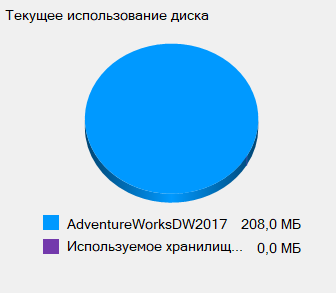 Текущее использование диска
AdventureWorksDW2017 208,0 МБ
Используемое хранилищ... 0,0 МБ